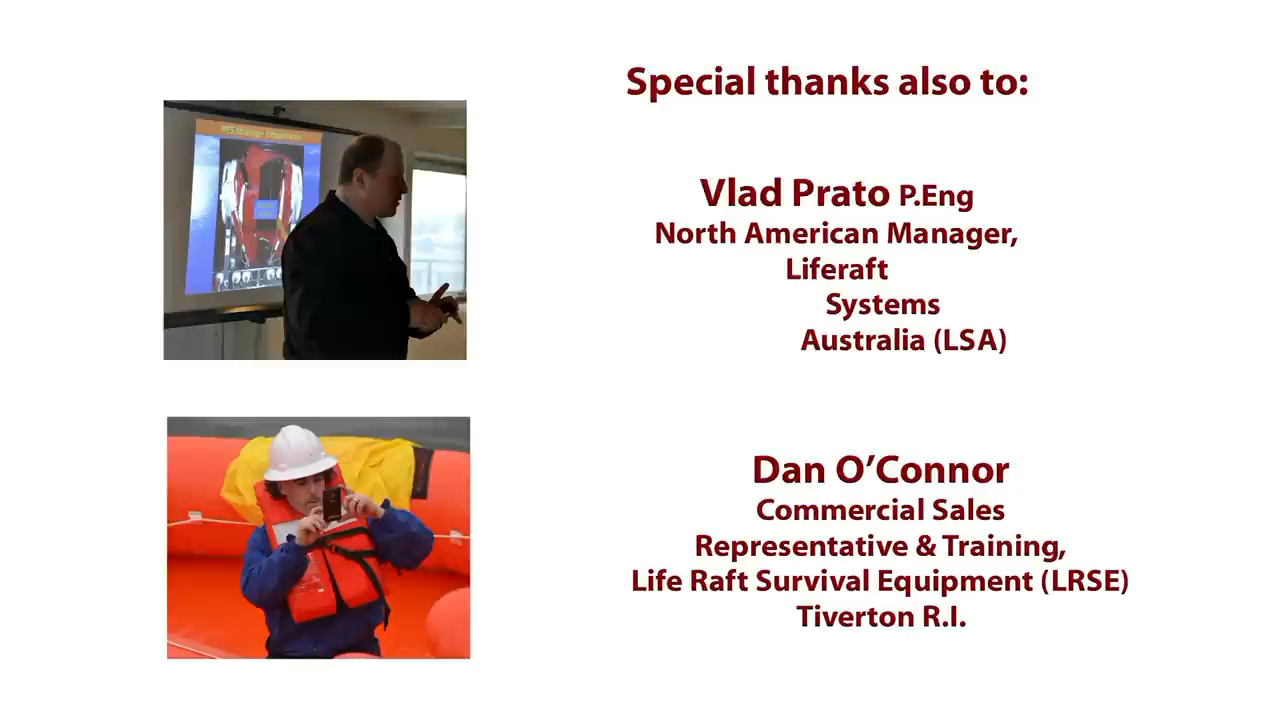 Special thanks also to:
Vlad Prato P.Eng
North American Manager,
Liferaft
Systems
Australia (LSA)
Dan O’Connor
Commercial Sales
Representative & Training,
Life Raft Survival Equipment (LRSE)
Tiverton R.I.